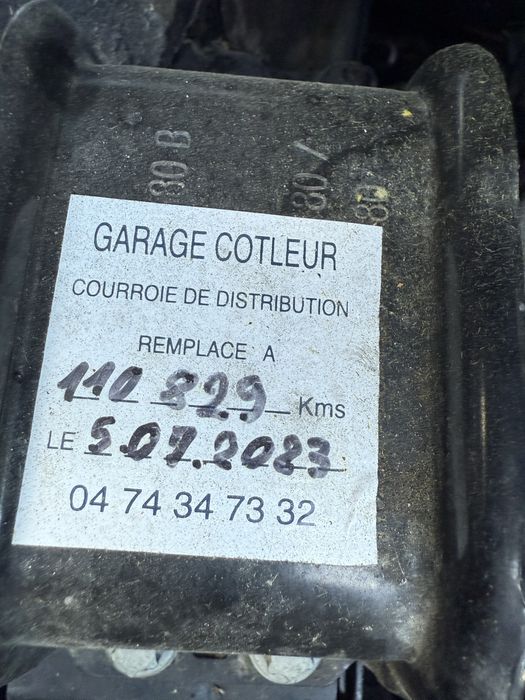 80 B
80 /
80
GARAGE COTLEUR
COURROIE DE DISTRIBUTION
REMPLACE A
110 829 Kms
LE 5.07.2023
04 74 34 73 32